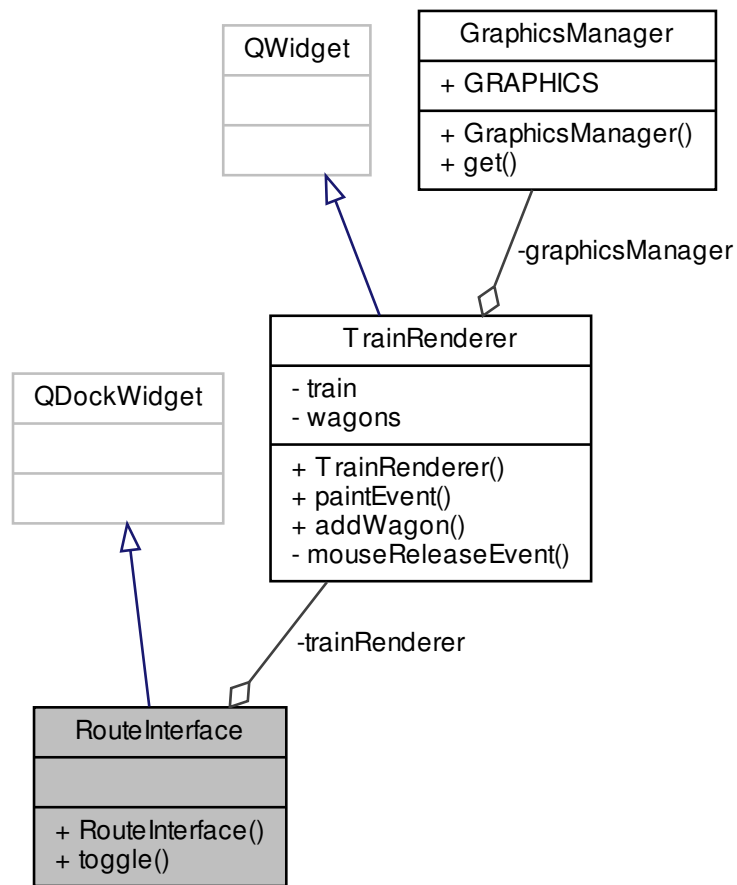 GraphicsManager
+ GRAPHICS
+ GraphicsManager()
+ get()
QWidget
-graphicsManager
TrainRenderer
- train
- wagons
+ TrainRenderer()
+ paintEvent()
+ addWagon()
- mouseReleaseEvent()
QDockWidget
-trainRenderer
RouteInterface
+ RouteInterface()
+ toggle()